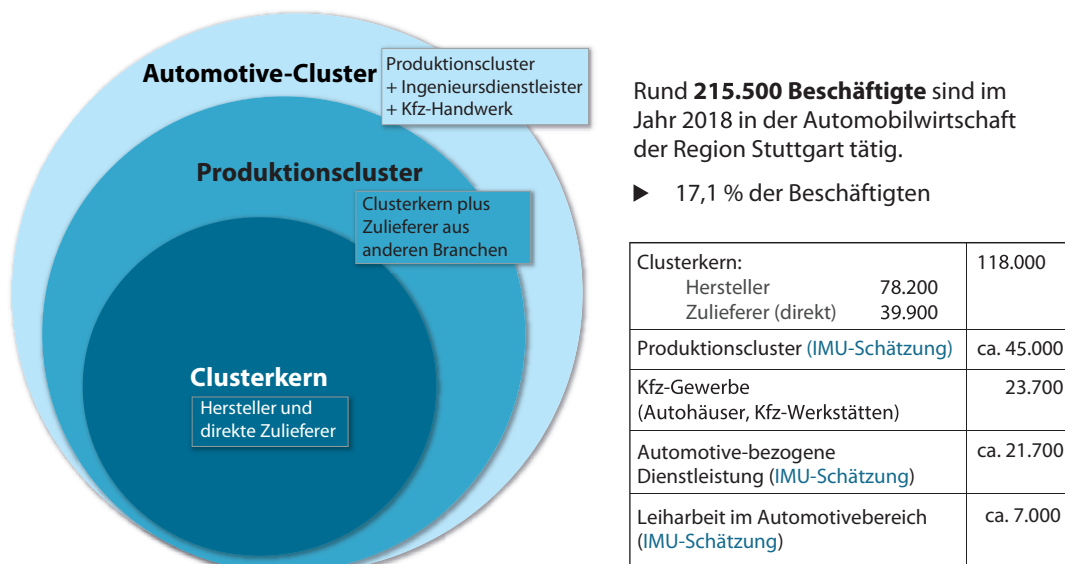 Automotive-Cluster
Produktionscluster
+ Ingenieursdienstleister
+ Kfz-Handwerk
Produktionscluster
Clusterkern plus
Zulieferer aus
anderen Branchen
Clusterkern
Hersteller und
direkte Zulieferer
Rund 215.500 Beschäftigte sind im
Jahr 2018 in der Automobilwirtschaft
der Region Stuttgart tätig.
▶ 17,1 % der Beschäftigten
Clusterkern: 118.000
Hersteller 78.200
Zulieferer (direkt) 39.900
Produktionscluster (IMU-Schätzung) ca. 45.000
Kfz-Gewerbe 23.700
(Autohäuser, Kfz-Werkstätten)
Automotive-bezogene ca. 21.700
Dienstleistung (IMU-Schätzung)
Leiharbeit im Automotivebereich ca. 7.000
(IMU-Schätzung)